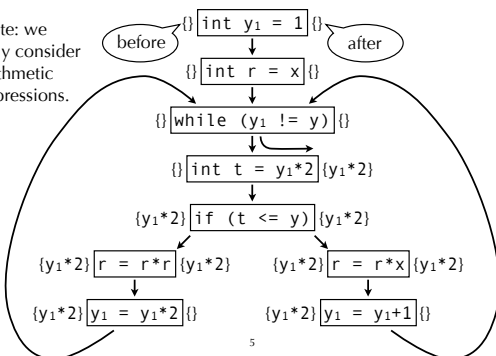 te: we
y consider
thmetic
pressions.
before
{} int y₁ = 1 {}
after
{} int r = x {}
{} while (y₁ != y) {}
{} int t = y₁*2 {y₁*2}
{y₁*2} if (t <= y) {y₁*2}
{y₁*2} r = r*r {y₁*2}
{y₁*2} r = r*x {y₁*2}
{y₁*2} y₁ = y₁*2 {}
{y₁*2} y₁ = y₁+1 {}
5